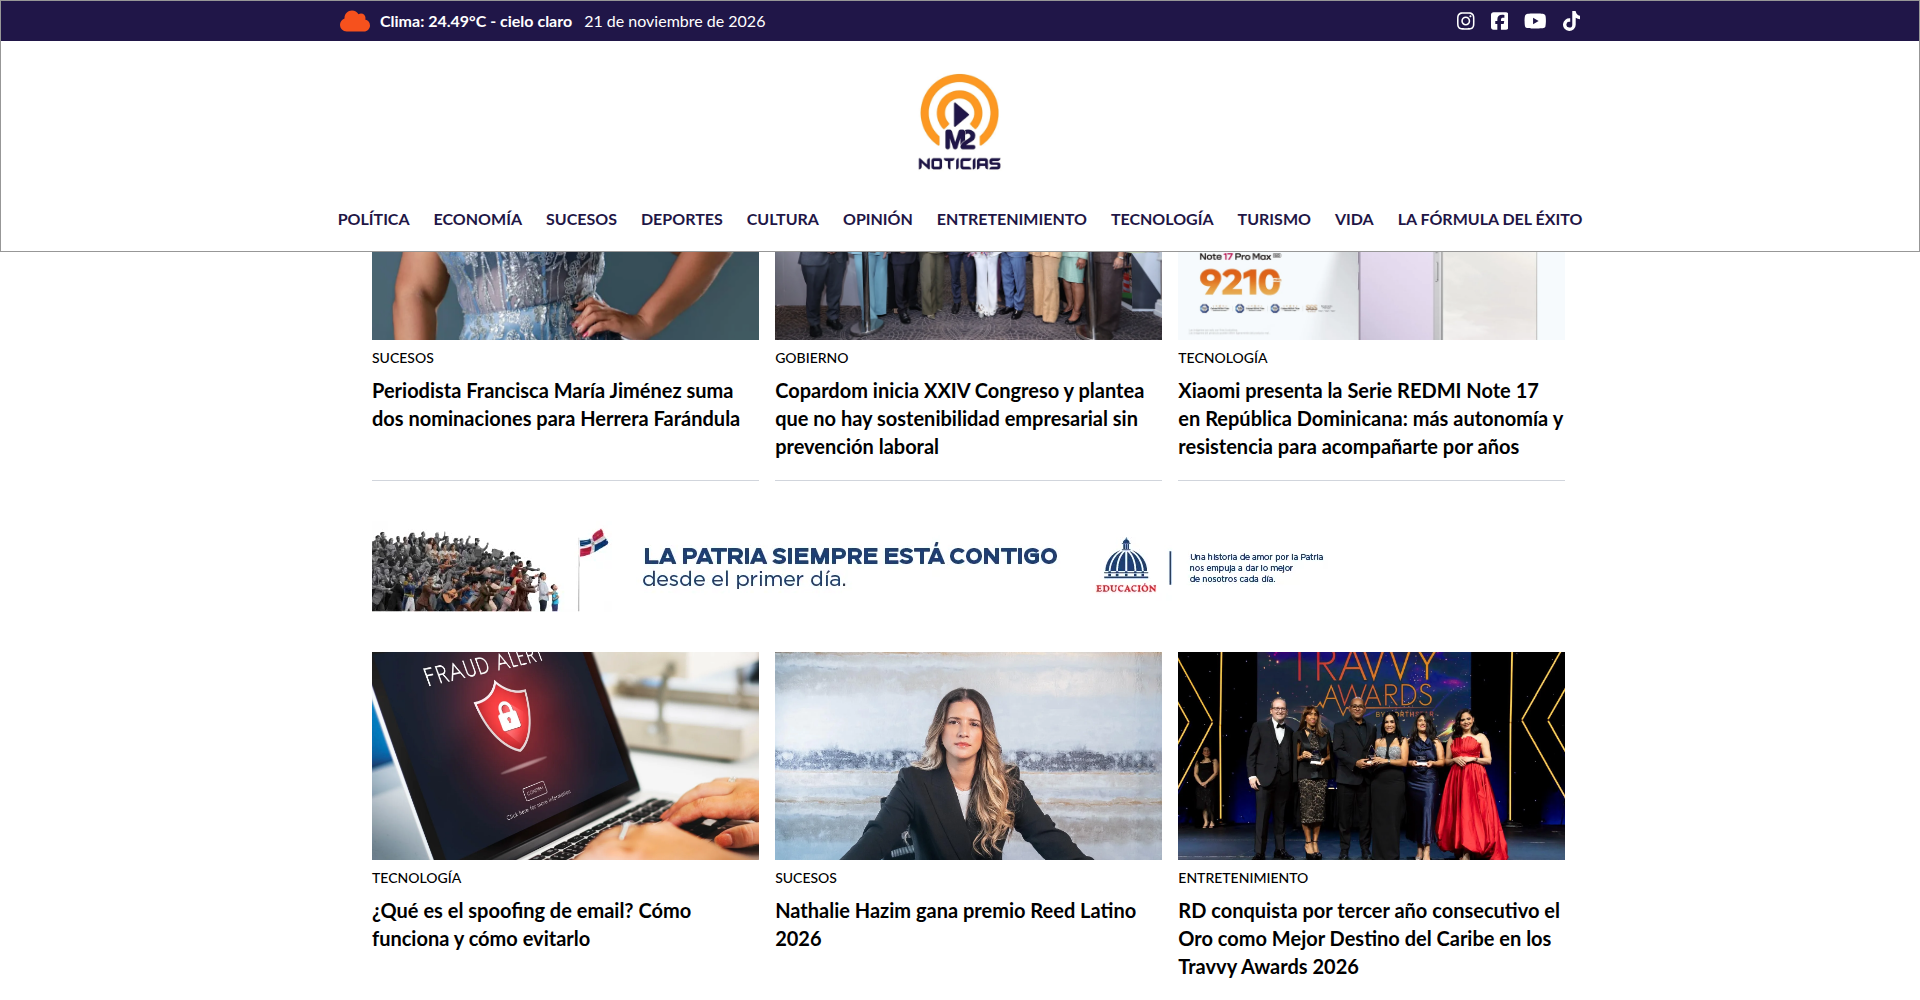 Clima: 24.49°C - cielo claro 21 de noviembre de 2026
M2
NOTICIAS
POLÍTICA ECONOMÍA SUCESOS DEPORTES CULTURA OPINIÓN ENTRETENIMIENTO TECNOLOGÍA TURISMO VIDA LA FÓRMULA DEL ÉXITO
Note 17 Pro Max
9210
SUCESOS
Periodista Francisca María Jiménez suma
dos nominaciones para Herrera Farándula
GOBIERNO
Copardom inicia XXIV Congreso y plantea
que no hay sostenibilidad empresarial sin
prevención laboral
TECNOLOGÍA
Xiaomi presenta la Serie REDMI Note 17
en República Dominicana: más autonomía y
resistencia para acompañarte por años
LA PATRIA SIEMPRE ESTÁ CONTIGO
desde el primer día.
EDUCACIÓN
Una historia de amor por la Patria
nos empuja a dar lo mejor
de nosotros cada día.
FRAUD ALERT
TRAVVY
AWARDS
TECNOLOGÍA
¿Qué es el spoofing de email? Cómo
funciona y cómo evitarlo
SUCESOS
Nathalie Hazim gana premio Reed Latino
2026
ENTRETENIMIENTO
RD conquista por tercer año consecutivo el
Oro como Mejor Destino del Caribe en los
Travvy Awards 2026